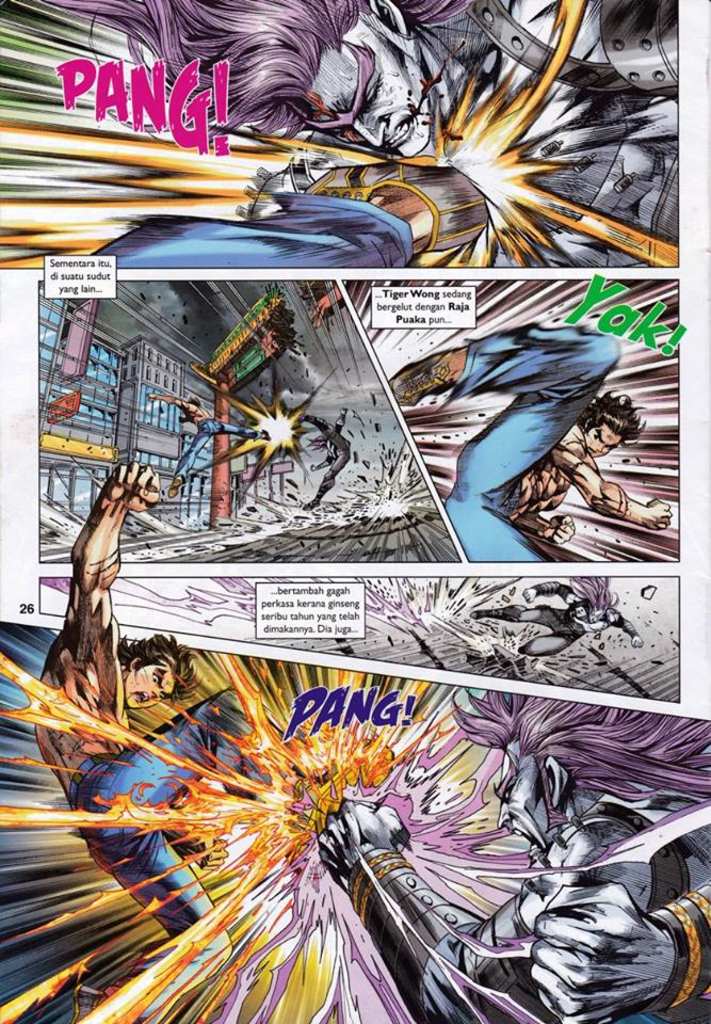 PANG!
Sementara itu,
di suatu sudut
yang lain...
...Tiger Wong sedang
bergelut dengan Raja
Puaka pun...
Yak!
...bertambah gagah
perkasa kerana ginseng
seribu tahun yang telah
dimakannya. Dia juga...
26
PANG!